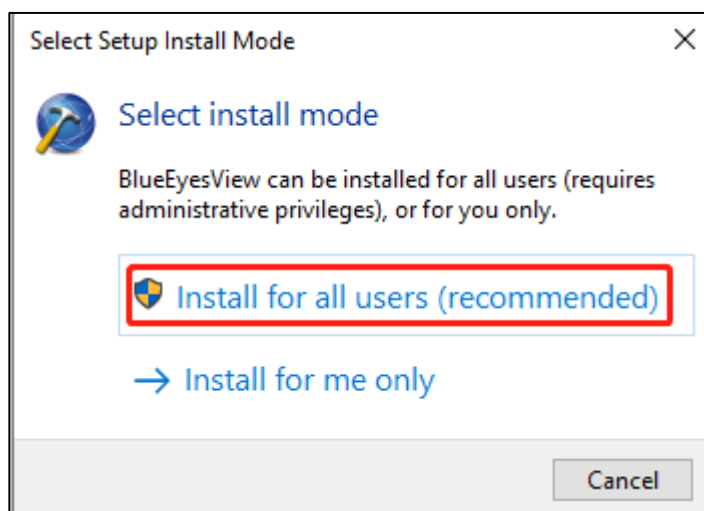 Select Setup Install Mode
Select install mode
BlueEyesView can be installed for all users (requires
administrative privileges), or for you only.
Install for all users (recommended)
Install for me only
Cancel